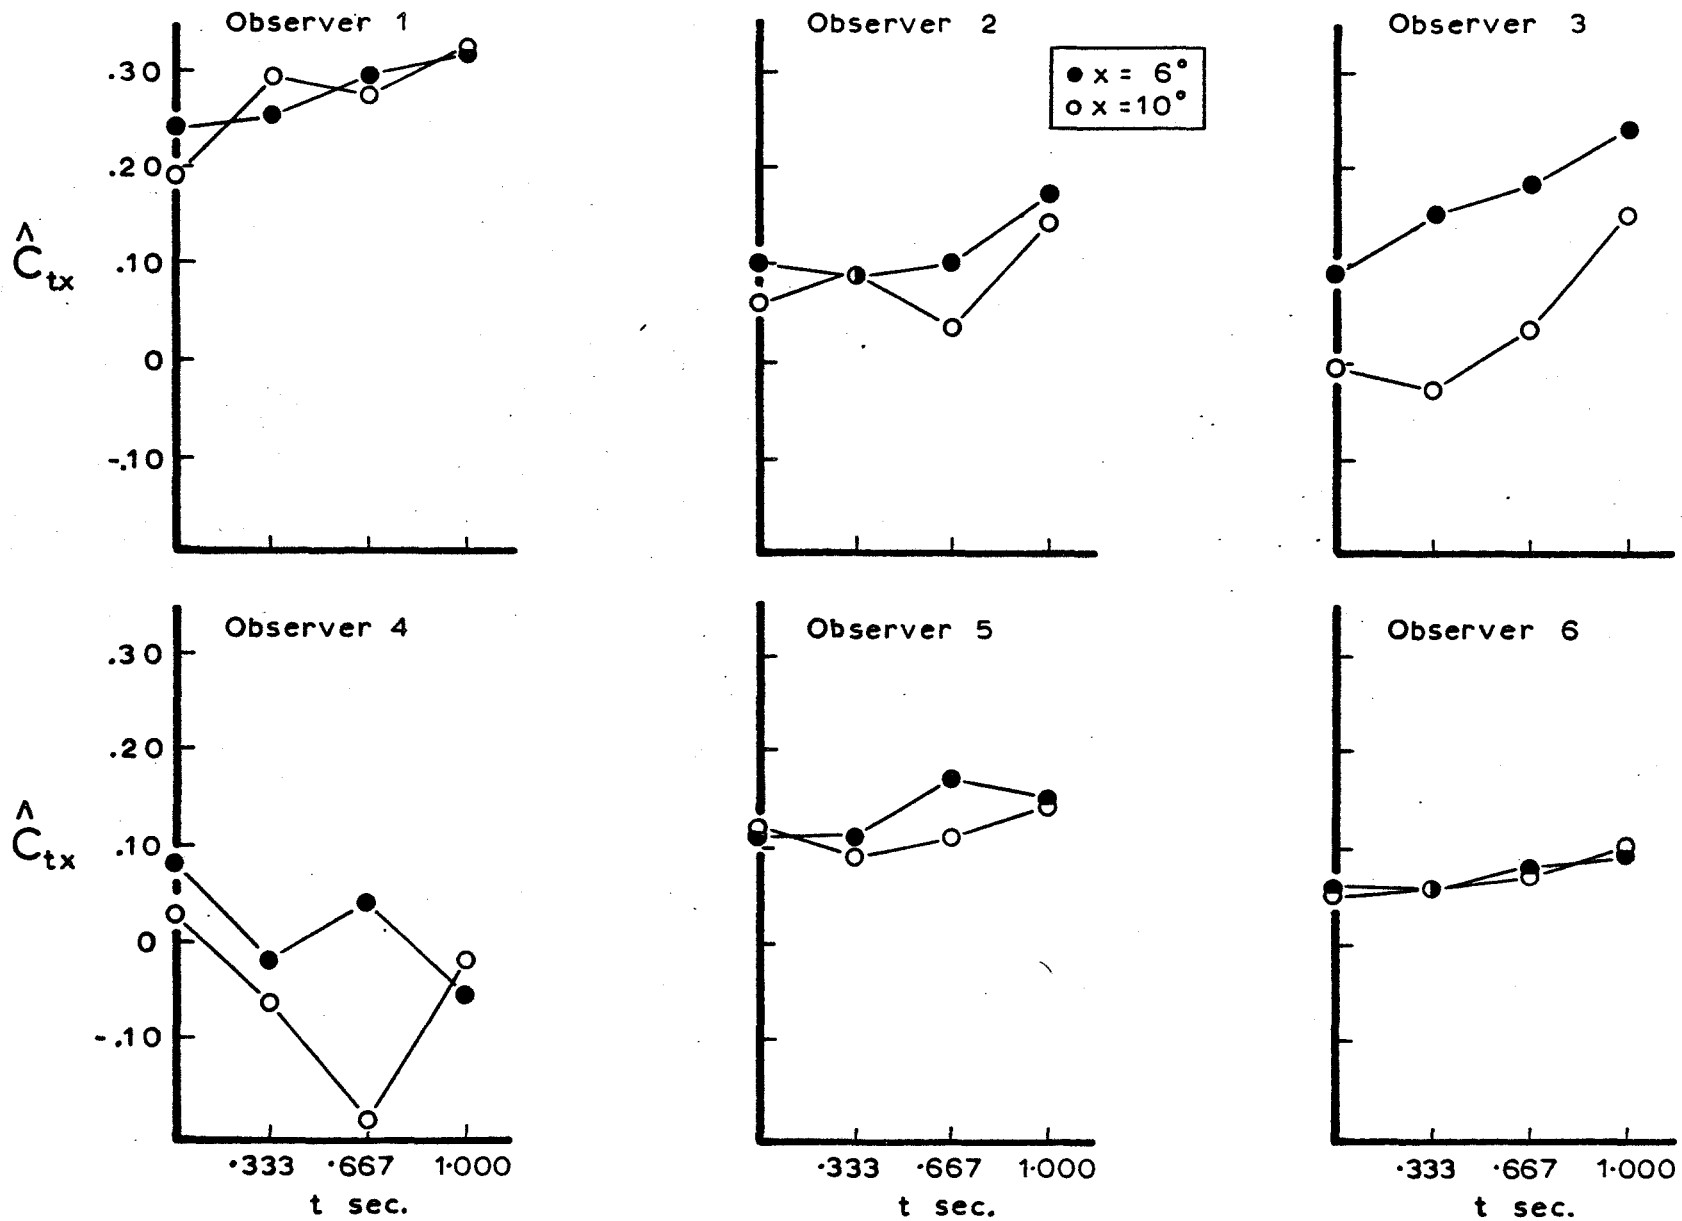 Observer 1
Observer 2
Observer 3
● x = 6°
○ x = 10°
.30
.20
.10
0
-.10
Ĉtx
Observer 4
Observer 5
Observer 6
.30
.20
.10
0
-.10
Ĉtx
·333 ·667 1·000
·333 ·667 1·000
·333 ·667 1·000
t sec.
t sec.
t sec.